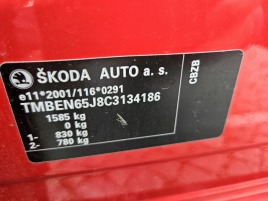 ŠKODA AUTO a. s.
e11*2001/116*0291
TMBEN65J8C3134186
1585 kg
0 kg
1- 830 kg
2- 780 kg
CBZB